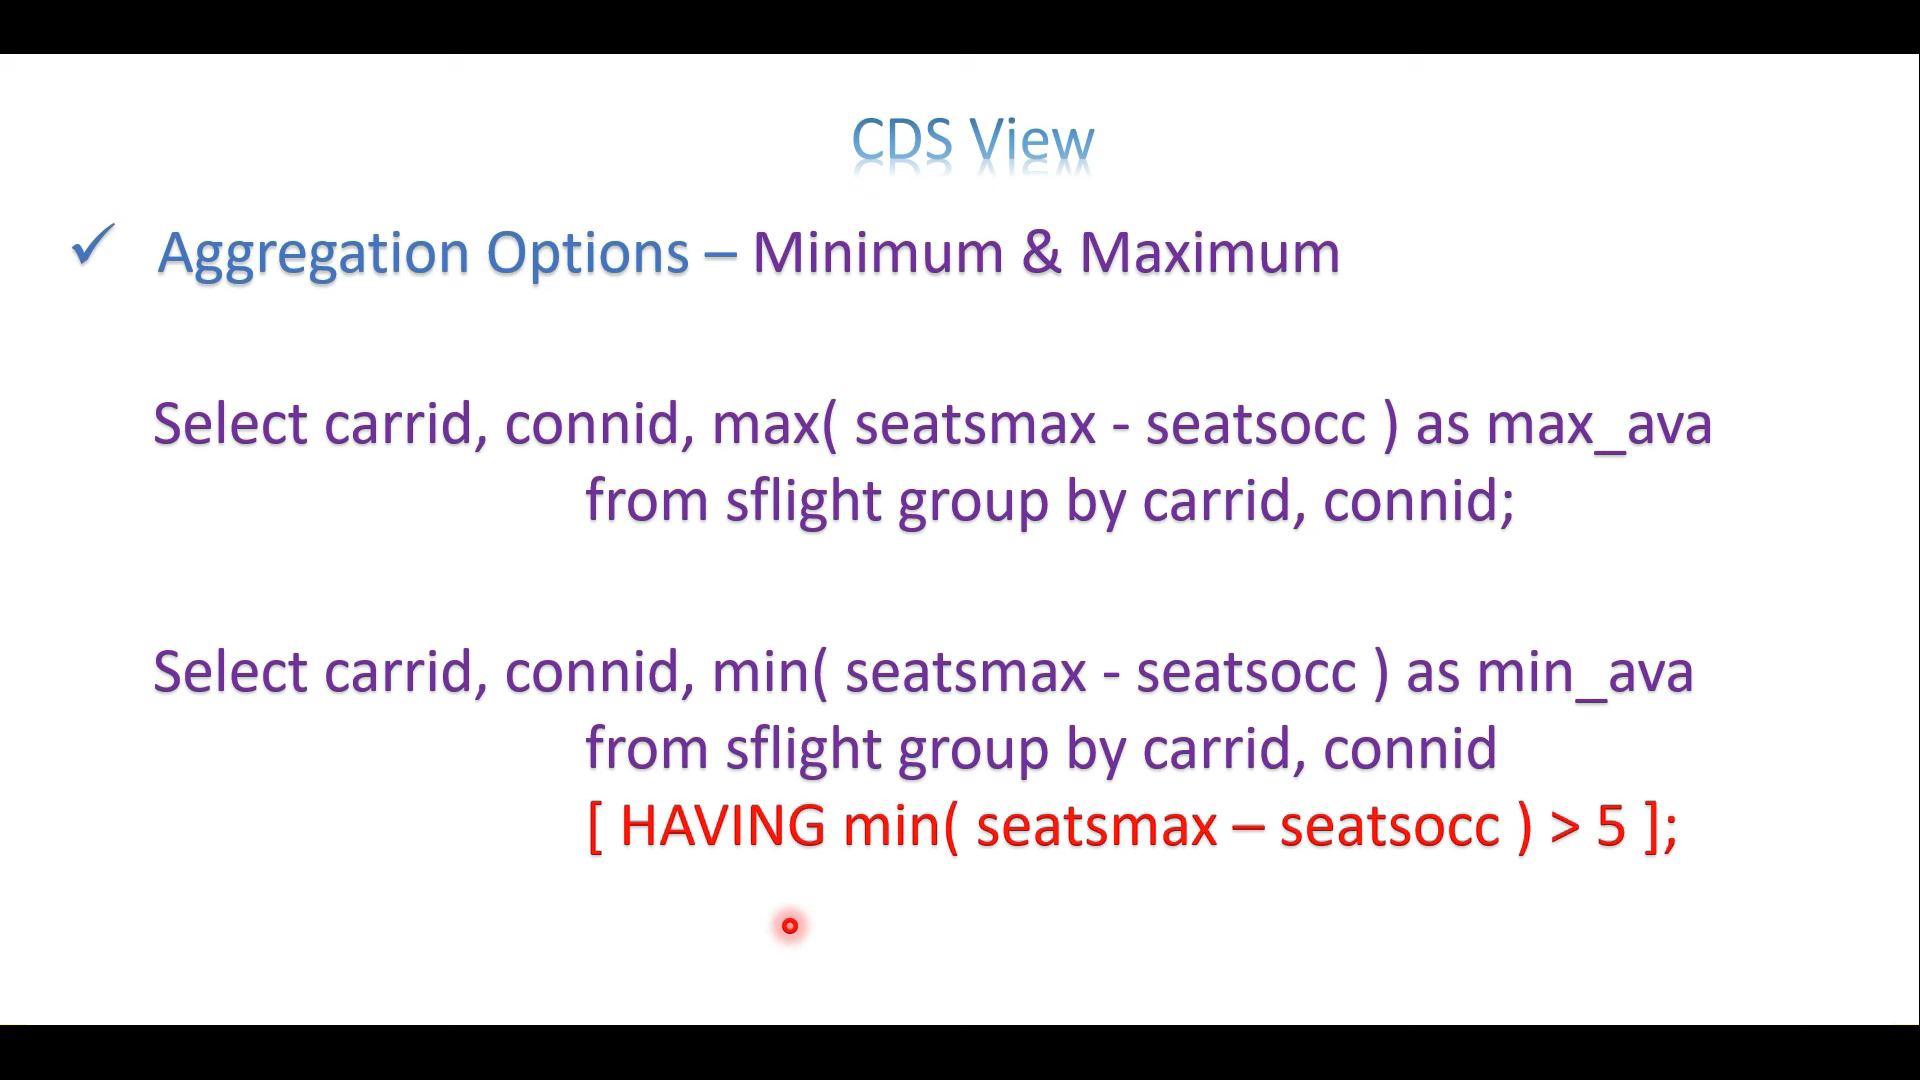 CDS View
✓ Aggregation Options – Minimum & Maximum
Select carrid, connid, max( seatsmax - seatsocc ) as max_ava
from sflight group by carrid, connid;
Select carrid, connid, min( seatsmax - seatsocc ) as min_ava
from sflight group by carrid, connid
[ HAVING min( seatsmax – seatsocc ) > 5 ];